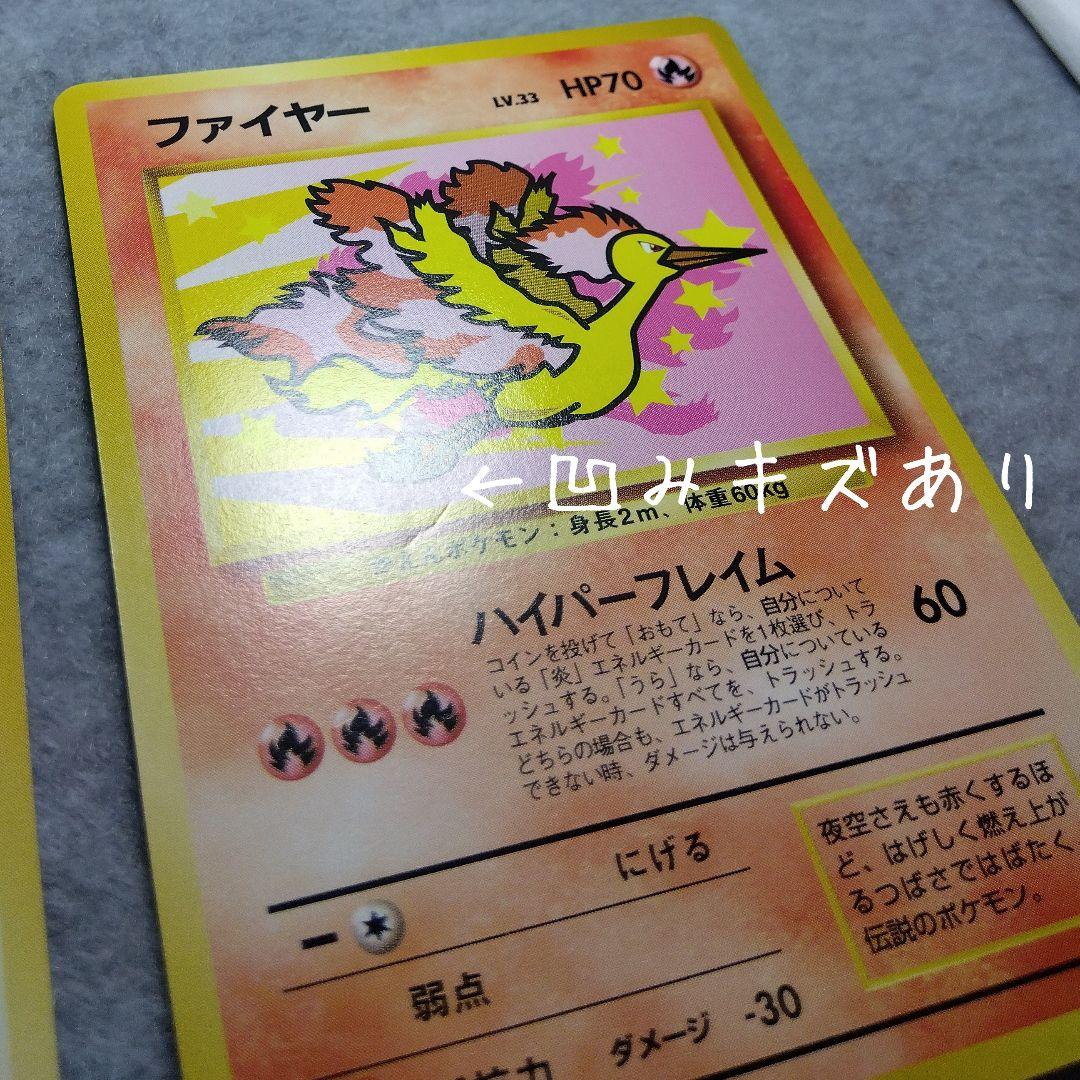 ファイヤー LV.33 HP70
← 凹みキズあり
かえんポケモン：身長2m、体重60kg
ハイパーフレイム 60
コインを投げて「おもて」なら、自分について
いる「炎」エネルギーカードを1枚選び、トラ
ッシュする。「うら」なら、自分についている
エネルギーカードすべてを、トラッシュする。
どちらの場合も、エネルギーカードがトラッシュ
できない時、ダメージは与えられない。
にげる
弱点
ダメージ -30
夜空さえも赤くするほ
ど、はげしく燃え上が
るつばさではばたく
伝説のポケモン。